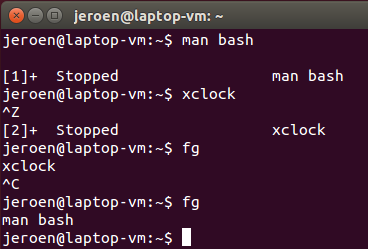 jeroen@laptop-vm: ~
jeroen@laptop-vm:~$ man bash

[1]+  Stopped                 man bash
jeroen@laptop-vm:~$ xclock
^Z
[2]+  Stopped                 xclock
jeroen@laptop-vm:~$ fg
xclock
^C
jeroen@laptop-vm:~$ fg
man bash
jeroen@laptop-vm:~$